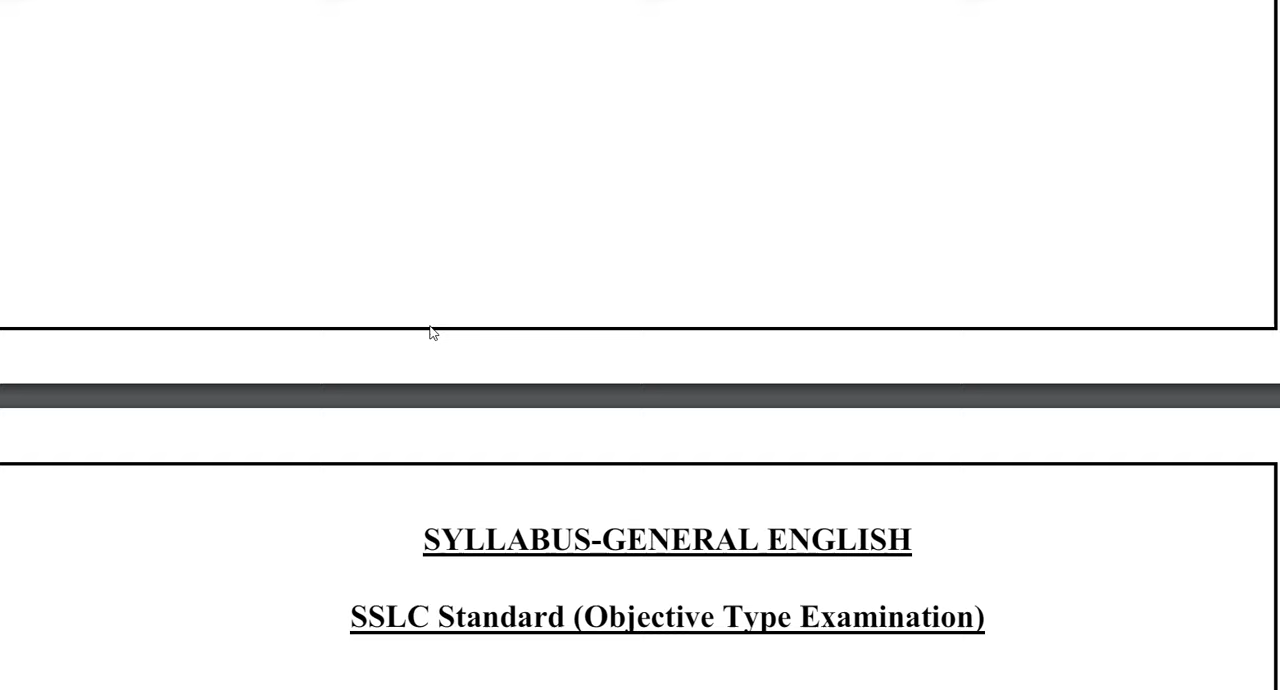 SYLLABUS-GENERAL ENGLISH
SSLC Standard (Objective Type Examination)